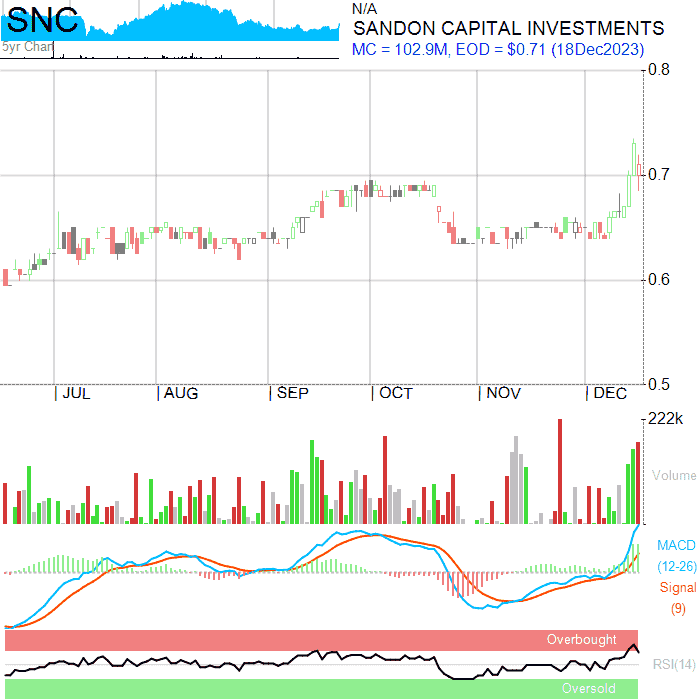 SNC
5yr Chart
N/A
SANDON CAPITAL INVESTMENTS
MC = 102.9M, EOD = $0.71 (18Dec2023)
0.8
0.7
0.6
0.5
JUL
AUG
SEP
OCT
NOV
DEC
222k
Volume
MACD
(12-26)
Signal
(9)
Overbought
RSI(14)
Oversold